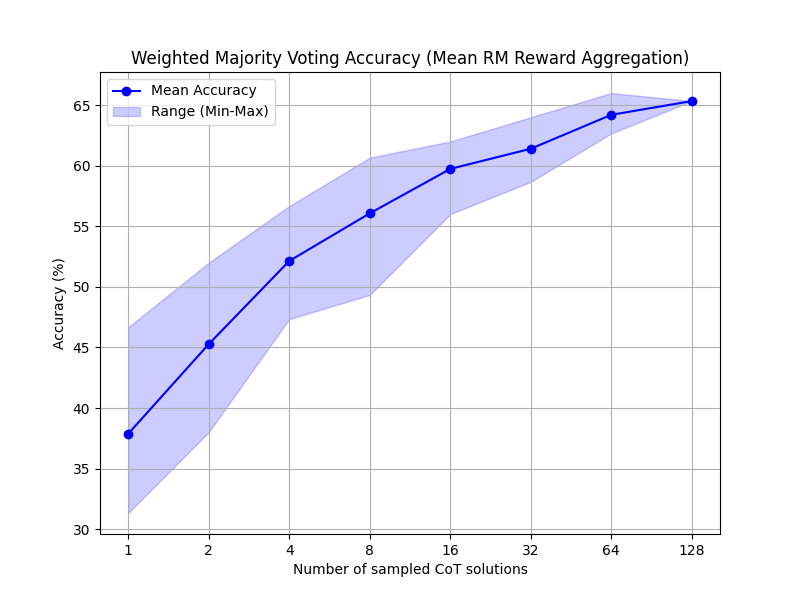 Weighted Majority Voting Accuracy (Mean RM Reward Aggregation)
Mean Accuracy
Range (Min-Max)
65
60
55
50
45
40
35
30
Accuracy (%)
1 2 4 8 16 32 64 128
Number of sampled CoT solutions